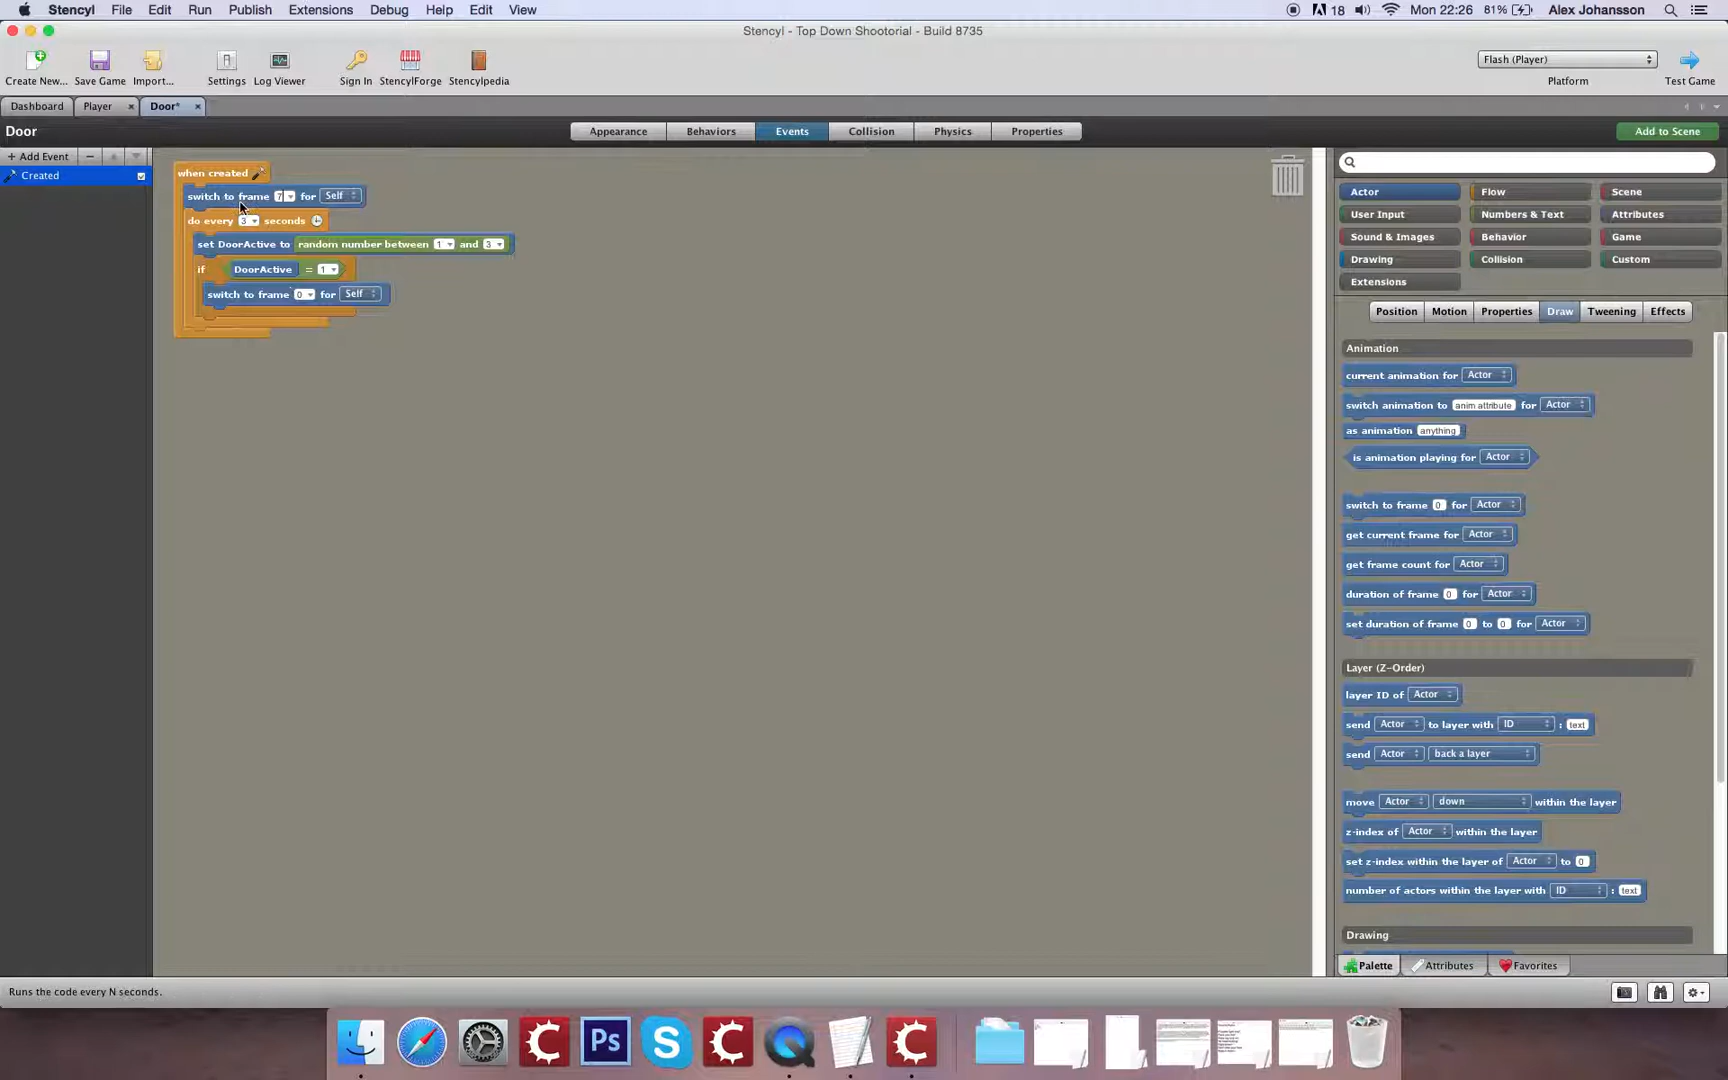 Stencyl File Edit Run Publish Extensions Debug Help Edit View 18 Mon 22:26 81% Alex Johansson
Stencyl - Top Down Shootorial - Build 8735
Create New... Save Game Import... Settings Log Viewer Sign In StencylForge Stencylpedia Flash (Player) Platform Test Game
Dashboard Player Door*
Door Appearance Behaviors Events Collision Physics Properties Add to Scene
+ Add Event
Created
when created
switch to frame 7 for Self
do every 3 seconds
set DoorActive to random number between 1 and 3
if DoorActive = 1
switch to frame 0 for Self
Actor Flow Scene
User Input Numbers & Text Attributes
Sound & Images Behavior Game
Drawing Collision Custom
Extensions
Position Motion Properties Draw Tweening Effects
Animation
current animation for Actor
switch animation to anim attribute for Actor
as animation anything
is animation playing for Actor
switch to frame 0 for Actor
get current frame for Actor
get frame count for Actor
duration of frame 0 for Actor
set duration of frame 0 to 0 for Actor
Layer (Z-Order)
layer ID of Actor
send Actor to layer with ID : text
send Actor back a layer
move Actor down within the layer
z-index of Actor within the layer
set z-index within the layer of Actor to 0
number of actors within the layer with ID : text
Drawing
Palette Attributes Favorites
Runs the code every N seconds.
Ps